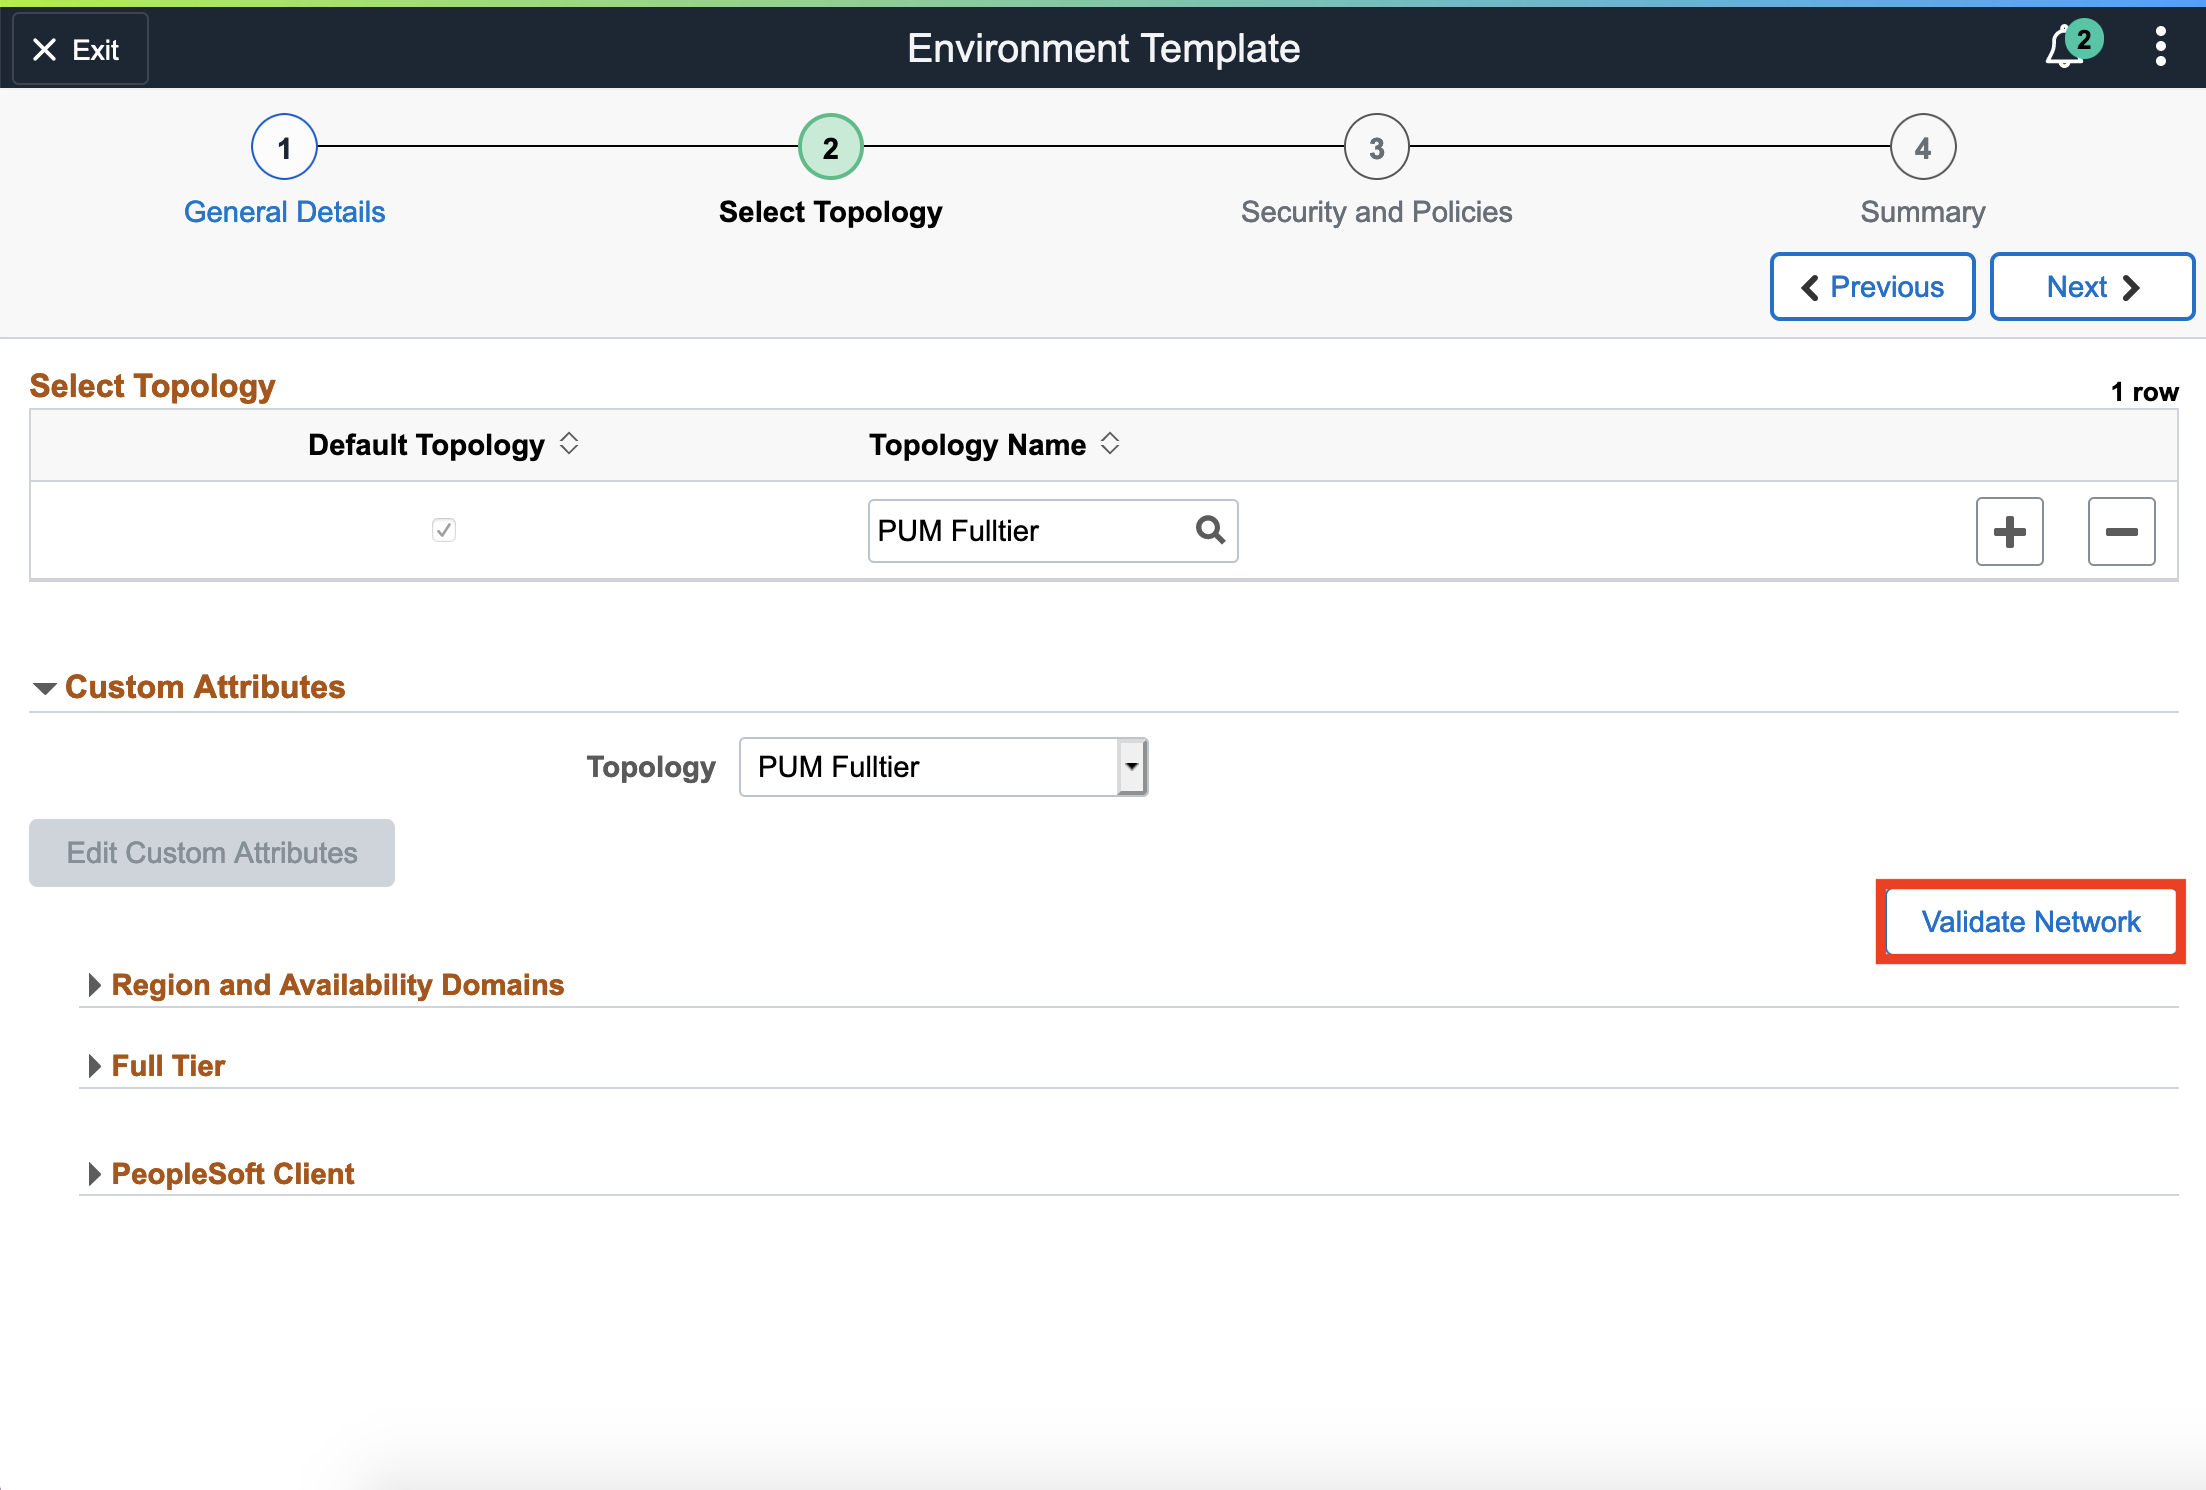 Exit
Environment Template
2
1
2
3
4
General Details
Select Topology
Security and Policies
Summary
Previous
Next
Select Topology
1 row
Default Topology
Topology Name
PUM Fulltier
Custom Attributes
Topology
PUM Fulltier
Edit Custom Attributes
Validate Network
Region and Availability Domains
Full Tier
PeopleSoft Client